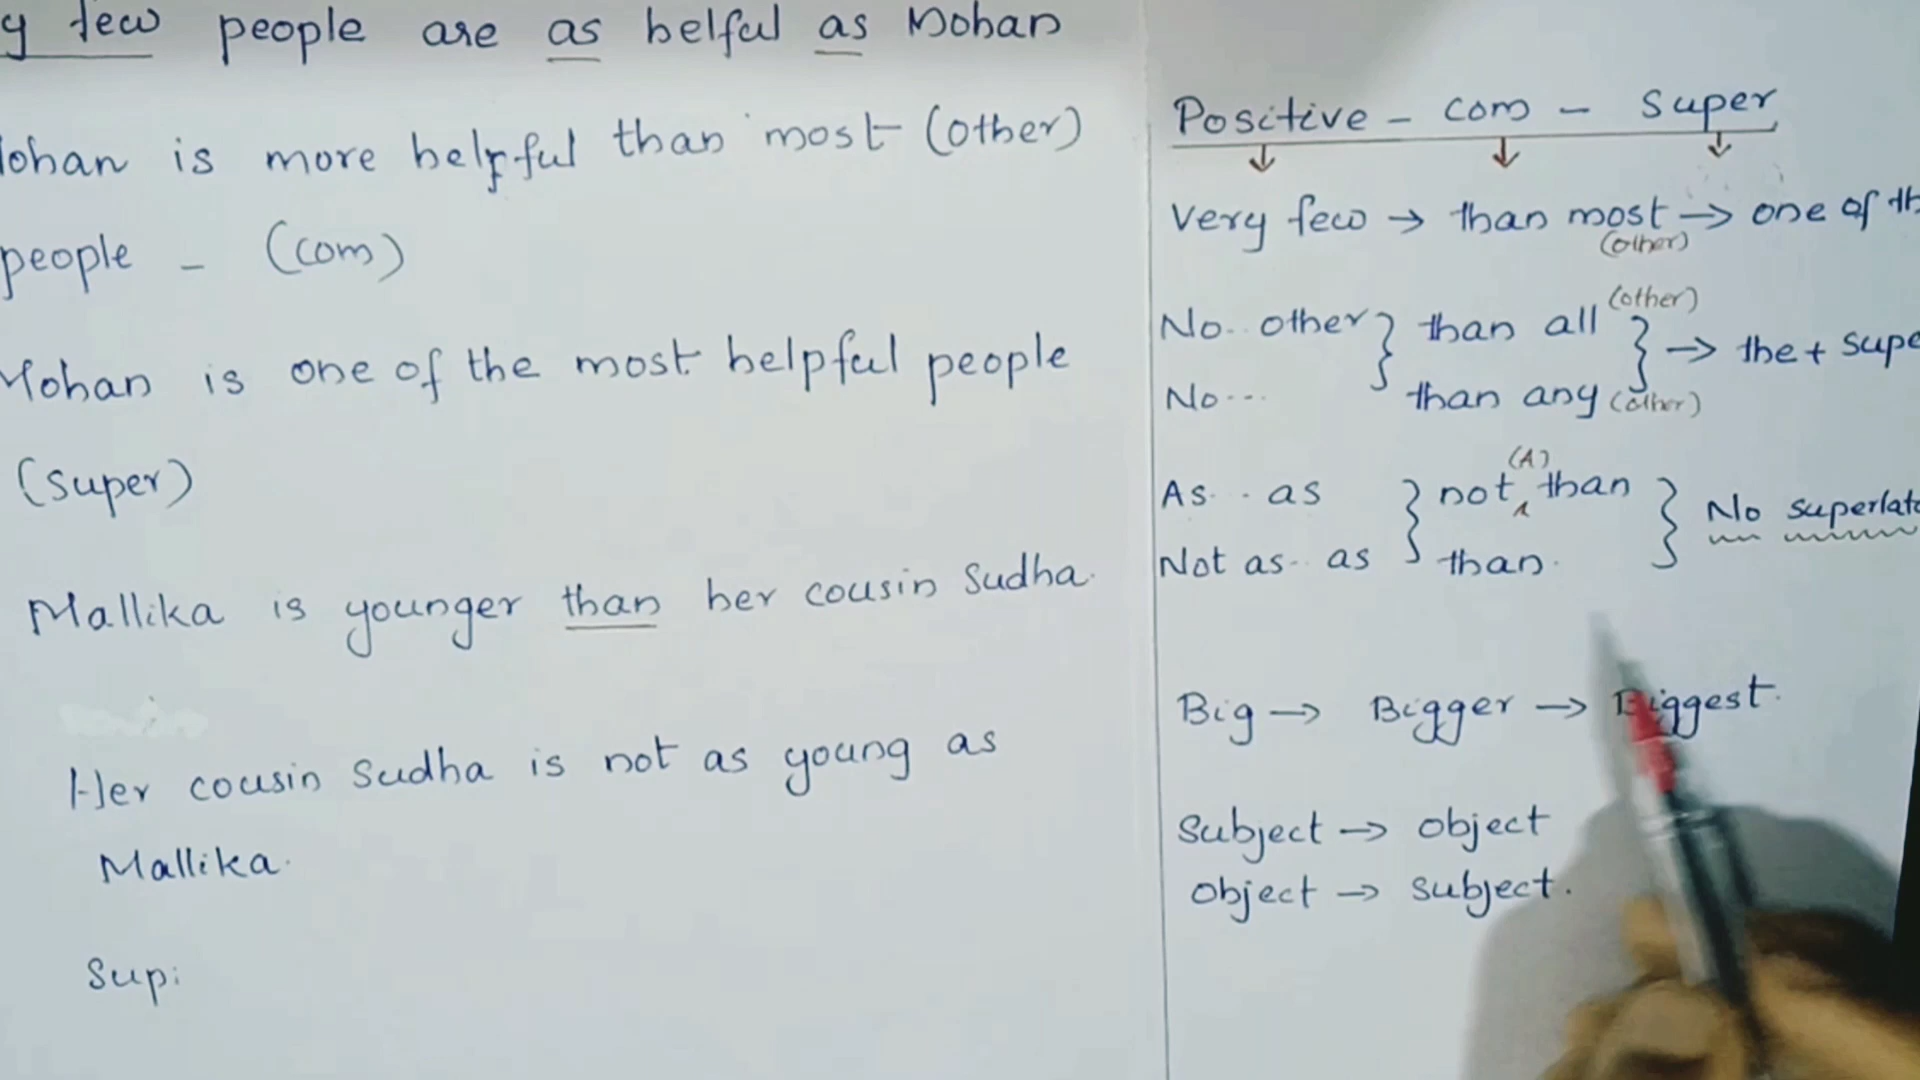 y few people are as belful as Mohan
Mohan is more helpful than most (other)
people - (com)
Mohan is one of the most helpful people
(super)
Mallika is younger than her cousin Sudha.
Her cousin Sudha is not as young as
Mallika.
Sup:
Positive - com - super
Very few → than most → one of th
(other)
No.. other } than all (other) } → the + supe
No... than any (other)
As.. as } not (A) than } No superlat
Not as.. as than.
Big → Bigger → Biggest.
Subject → object
object → subject.